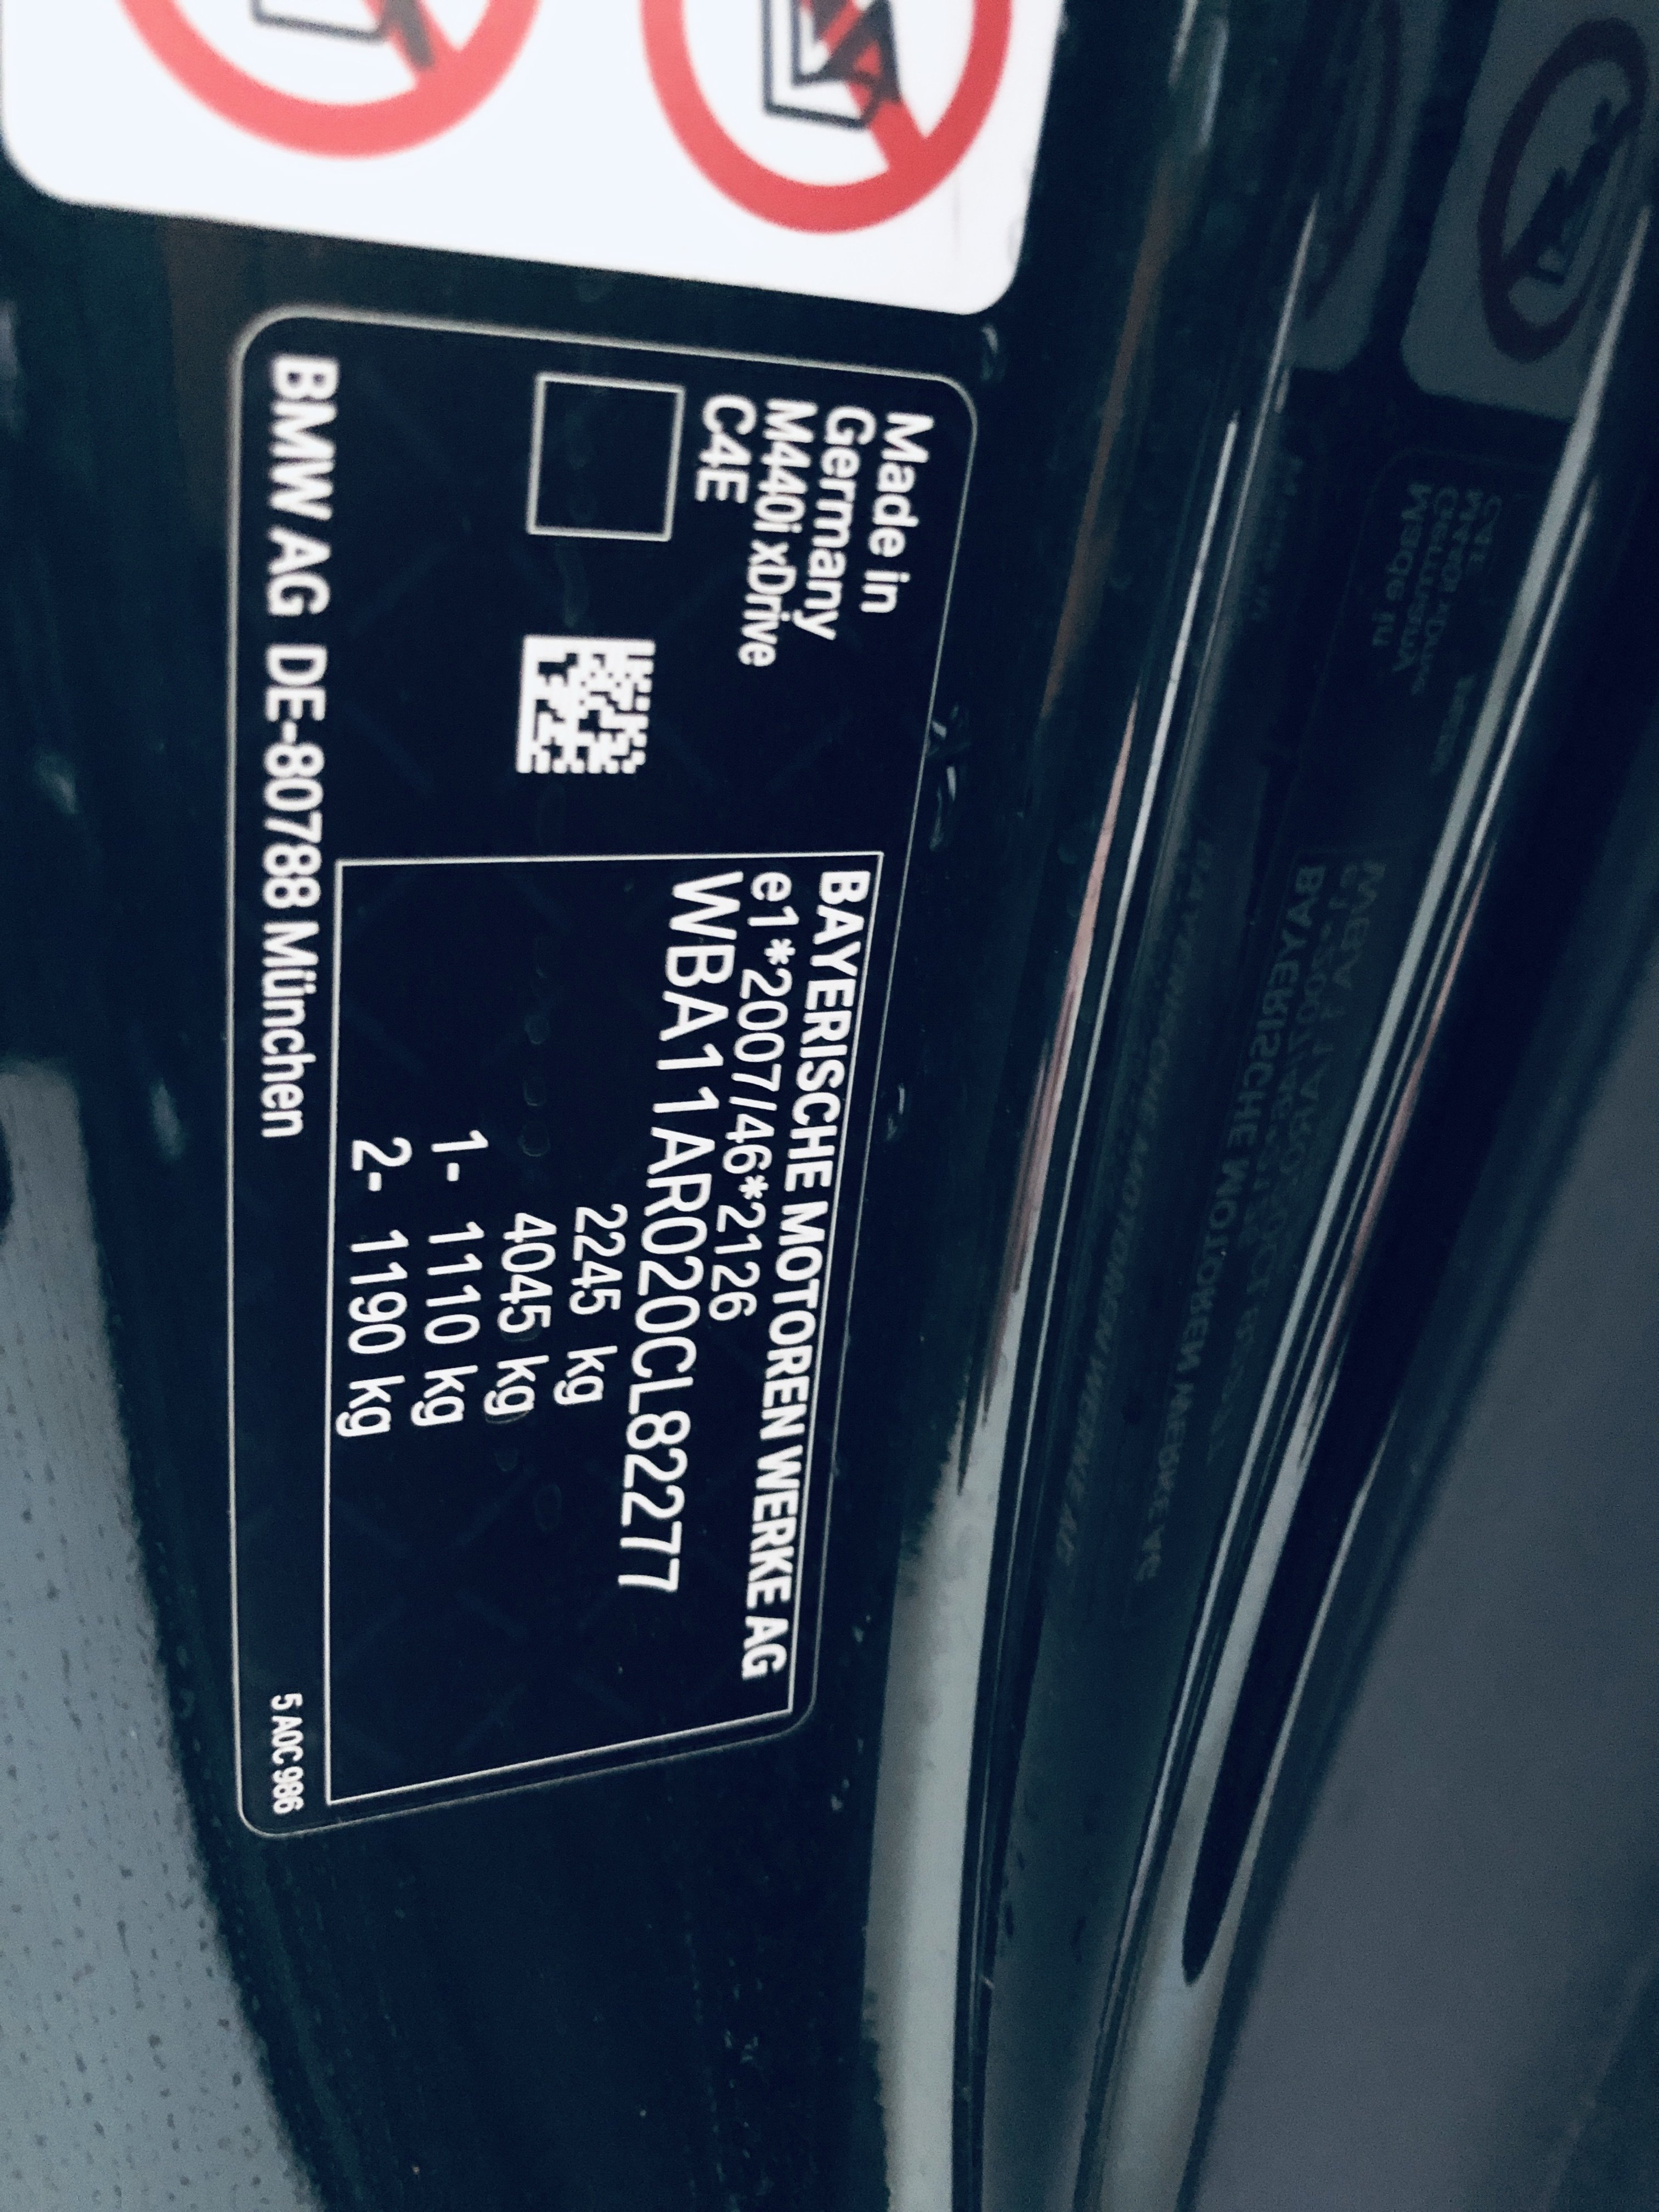 Made in
Germany
M440i xDrive
C4E
BAYERISCHE MOTOREN WERKE AG
e1*2007/46*2126
WBA11AR020CL82277
2245 kg
4045 kg
1- 1110 kg
2- 1190 kg
BMW AG DE-80788 München
5 A0C 986